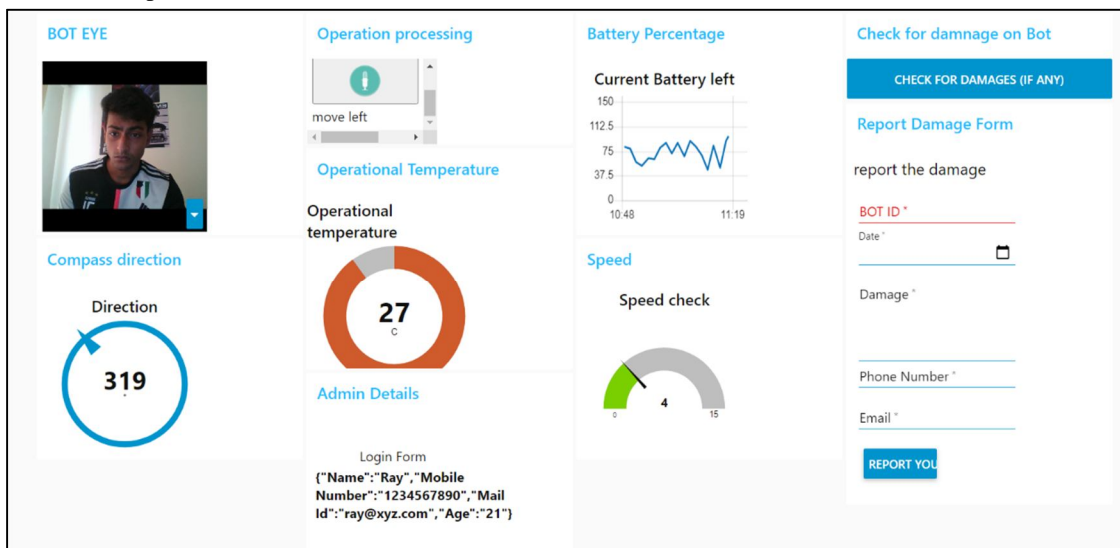 BOT EYE
Compass direction
Direction
319
Operation processing
move left
Operational Temperature
Operational
temperature
27
C
Admin Details
Login Form
{"Name":"Ray","Mobile
Number":"1234567890","Mail
Id":"ray@xyz.com","Age":"21"}
Battery Percentage
Current Battery left
150
112.5
75
37.5
0
10:48 11:19
Speed
Speed check
4
0 15
Check for damnage on Bot
CHECK FOR DAMAGES (IF ANY)
Report Damage Form
report the damage
BOT ID *
Date *
Damage *
Phone Number *
Email *
REPORT YOU